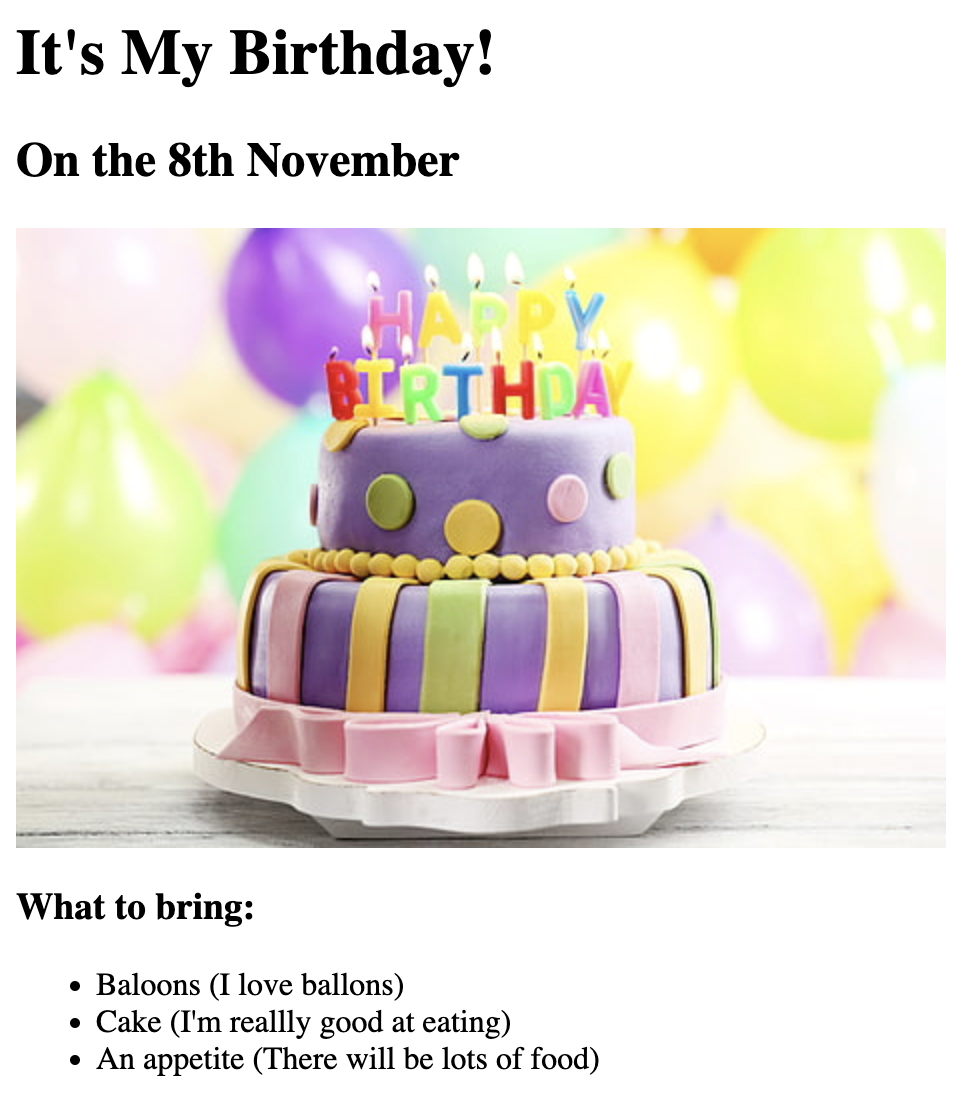 It's My Birthday!
On the 8th November
HAPPY
BIRTHDAY
What to bring:
Baloons (I love ballons)
Cake (I'm reallly good at eating)
An appetite (There will be lots of food)